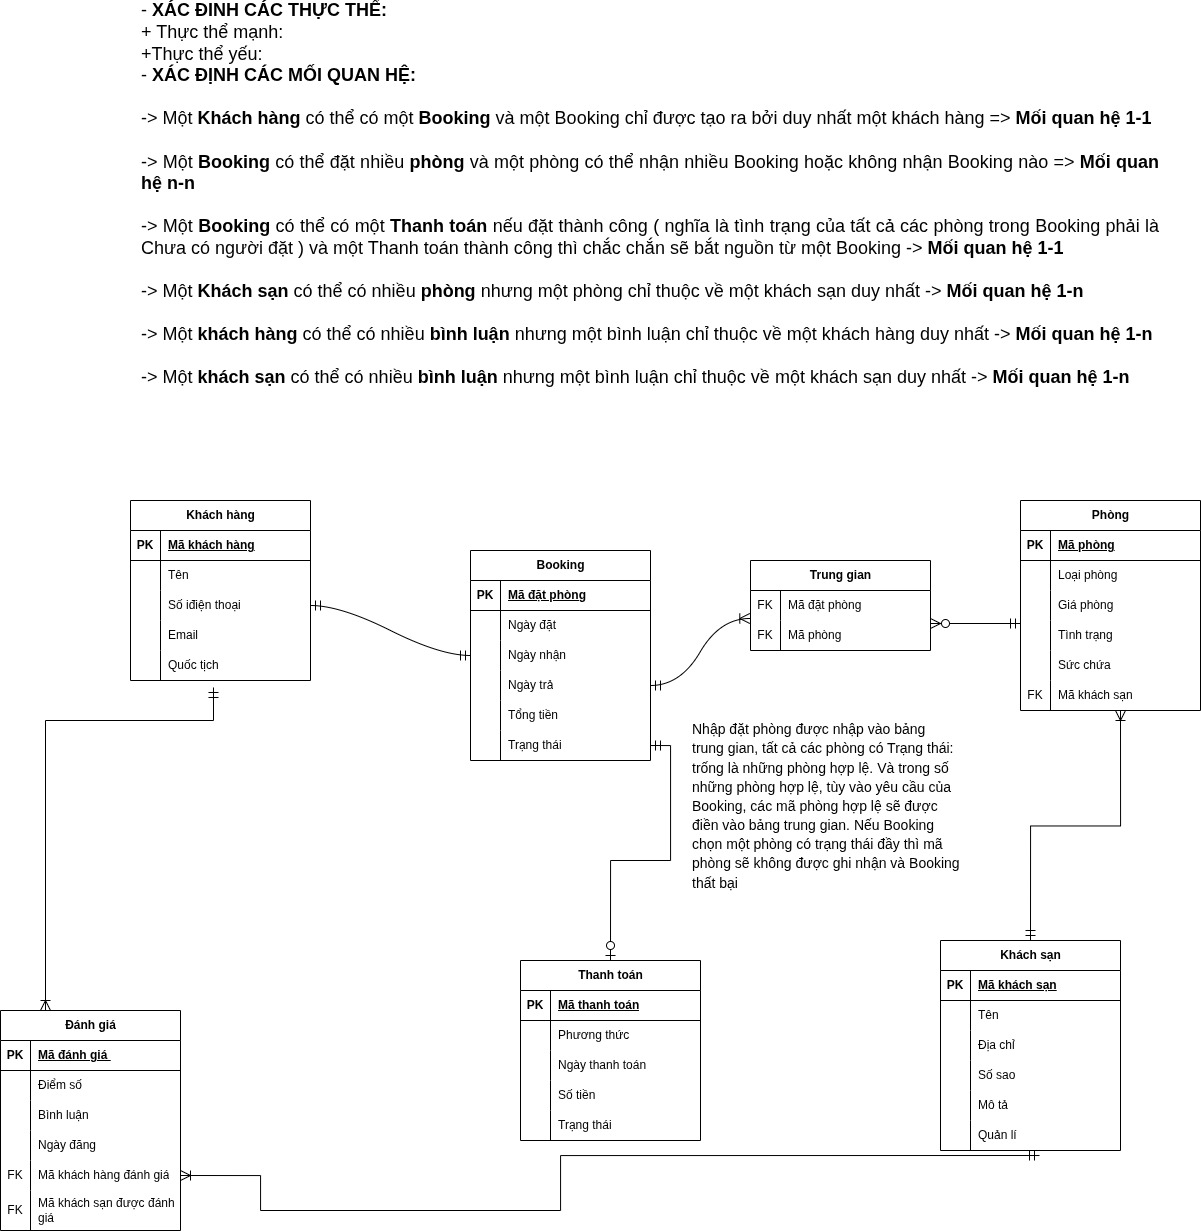 - XÁC ĐINH CÁC THỰC THỂ:
+ Thực thể mạnh:
+Thực thể yếu:
- XÁC ĐỊNH CÁC MỐI QUAN HỆ:
-> Một Khách hàng có thể có một Booking và một Booking chỉ được tạo ra bởi duy nhất một khách hàng => Mối quan hệ 1-1
-> Một Booking có thể đặt nhiều phòng và một phòng có thể nhận nhiều Booking hoặc không nhận Booking nào => Mối quan
hệ n-n
-> Một Booking có thể có một Thanh toán nếu đặt thành công ( nghĩa là tình trạng của tất cả các phòng trong Booking phải là
Chưa có người đặt ) và một Thanh toán thành công thì chắc chắn sẽ bắt nguồn từ một Booking -> Mối quan hệ 1-1
-> Một Khách sạn có thể có nhiều phòng nhưng một phòng chỉ thuộc về một khách sạn duy nhất -> Mối quan hệ 1-n
-> Một khách hàng có thể có nhiều bình luận nhưng một bình luận chỉ thuộc về một khách hàng duy nhất -> Mối quan hệ 1-n
-> Một khách sạn có thể có nhiều bình luận nhưng một bình luận chỉ thuộc về một khách sạn duy nhất -> Mối quan hệ 1-n
Khách hàng
PK Mã khách hàng
Tên
Số iđiện thoại
Email
Quốc tịch
Booking
PK Mã đặt phòng
Ngày đặt
Ngày nhận
Ngày trả
Tổng tiền
Trạng thái
Trung gian
FK Mã đặt phòng
FK Mã phòng
Phòng
PK Mã phòng
Loại phòng
Giá phòng
Tình trạng
Sức chứa
FK Mã khách sạn
Nhập đặt phòng được nhập vào bảng
trung gian, tất cả các phòng có Trạng thái:
trống là những phòng hợp lệ. Và trong số
những phòng hợp lệ, tùy vào yêu cầu của
Booking, các mã phòng hợp lệ sẽ được
điền vào bảng trung gian. Nếu Booking
chọn một phòng có trạng thái đầy thì mã
phòng sẽ không được ghi nhận và Booking
thất bại
Thanh toán
PK Mã thanh toán
Phương thức
Ngày thanh toán
Số tiền
Trạng thái
Khách sạn
PK Mã khách sạn
Tên
Địa chỉ
Số sao
Mô tả
Quản lí
Đánh giá
PK Mã đánh giá
Điểm số
Bình luận
Ngày đăng
FK Mã khách hàng đánh giá
FK Mã khách sạn được đánh
giá